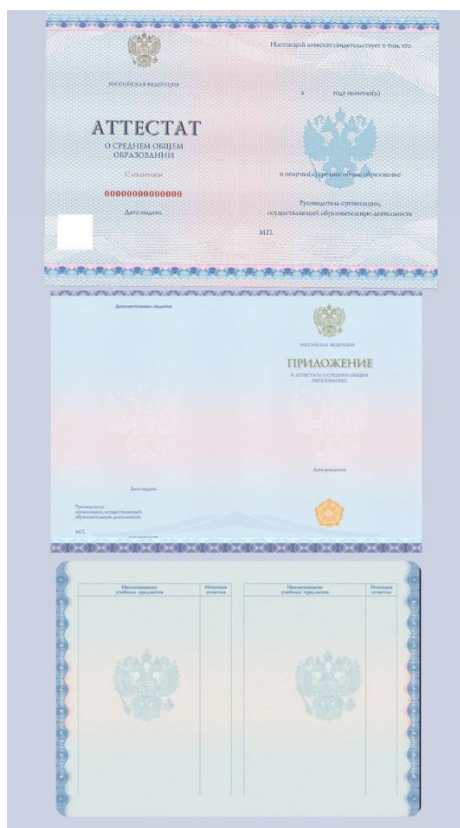 РОССИЙСКАЯ ФЕДЕРАЦИЯ
АТТЕСТАТ
О СРЕДНЕМ ОБЩЕМ
ОБРАЗОВАНИИ
С отличием
00000000000000
Дата выдачи
Настоящий аттестат свидетельствует о том, что
в году окончил(а)
и получил(а) среднее общее образование
Руководитель организации,
осуществляющей образовательную деятельность
М.П.
Дополнительные сведения
Дата выдачи
Руководитель
организации, осуществляющей
образовательную деятельность
М.П.
РОССИЙСКАЯ ФЕДЕРАЦИЯ
ПРИЛОЖЕНИЕ
К АТТЕСТАТУ О СРЕДНЕМ ОБЩЕМ
ОБРАЗОВАНИИ
Дата рождения
Наименование
учебных предметов
Итоговая
отметка
Наименование
учебных предметов
Итоговая
отметка